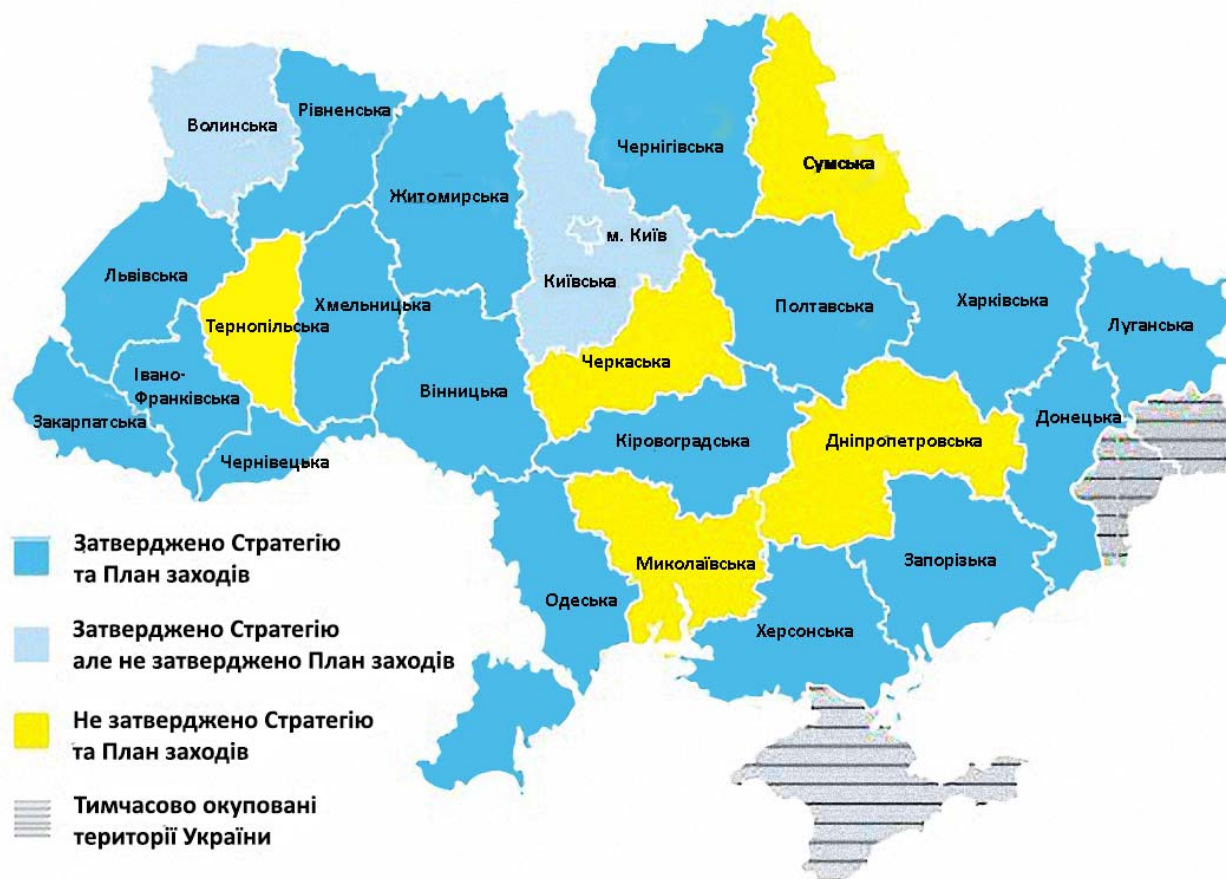 Волинська
Рівненська
Житомирська
Чернігівська
Сумська
м. Київ
Київська
Львівська
Тернопільська
Хмельницька
Івано-
Франківська
Закарпатська
Чернівецька
Вінницька
Черкаська
Полтавська
Харківська
Луганська
Кіровоградська
Дніпропетровська
Донецька
Миколаївська
Одеська
Запорізька
Херсонська
Затверджено Стратегію
та План заходів
Затверджено Стратегію
але не затверджено План заходів
Не затверджено Стратегію
та План заходів
Тимчасово окуповані
території України